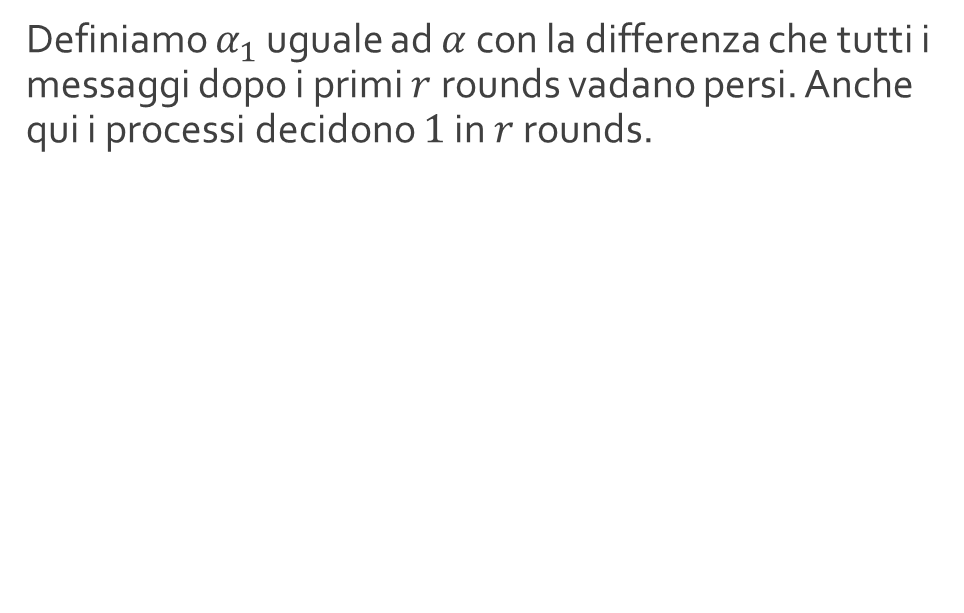 Definiamo 𝛼₁ uguale ad 𝛼 con la differenza che tutti i
messaggi dopo i primi 𝑟 rounds vadano persi. Anche
qui i processi decidono 1 in 𝑟 rounds.